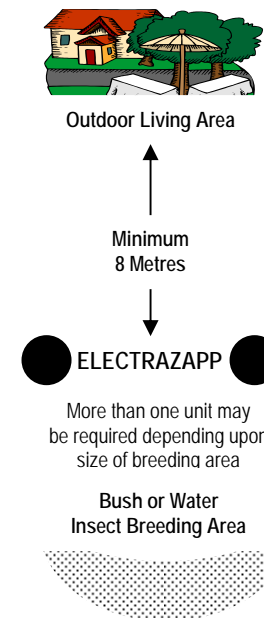 Outdoor Living Area
Minimum
8 Metres
ELECTRAZAPP
More than one unit may
be required depending upon
size of breeding area
Bush or Water
Insect Breeding Area